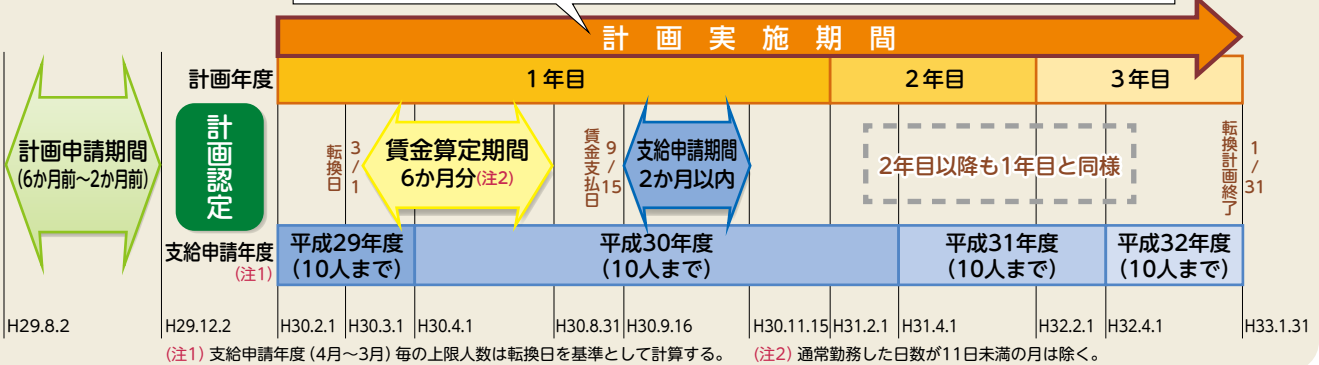 計画実施期間
計画年度
1年目
2年目
3年目
計画申請期間
(6か月前~2か月前)
計画認定
転換日
3/1
賃金算定期間
6か月分(注2)
賃金支払日
9/15
支給申請期間
2か月以内
2年目以降も1年目と同様
転換計画終了
1/31
支給申請年度
(注1)
平成29年度
(10人まで)
平成30年度
(10人まで)
平成31年度
(10人まで)
平成32年度
(10人まで)
H29.8.2
H29.12.2
H30.2.1
H30.3.1
H30.4.1
H30.8.31
H30.9.16
H30.11.15
H31.2.1
H31.4.1
H32.2.1
H32.4.1
H33.1.31
(注1) 支給申請年度(4月~3月)毎の上限人数は転換日を基準として計算する。
(注2) 通常勤務した日数が11日未満の月は除く。